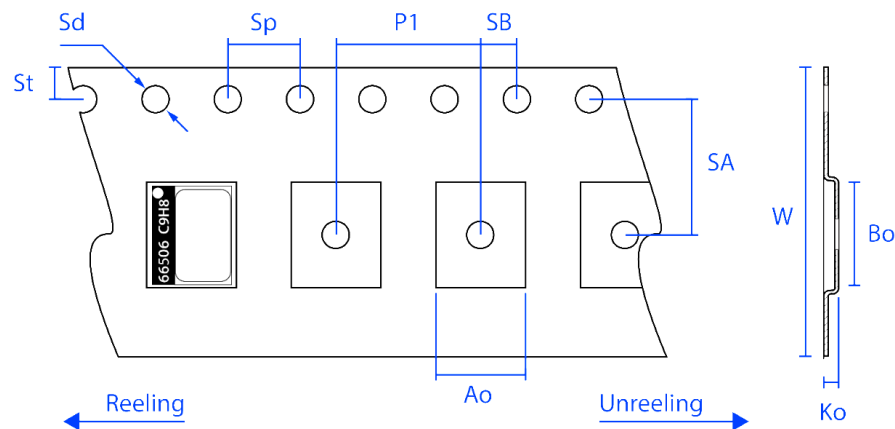 Sd
Sp
P1
SB
St
SA
W
Bo
66506 C9H8
Ao
Ko
Reeling
Unreeling